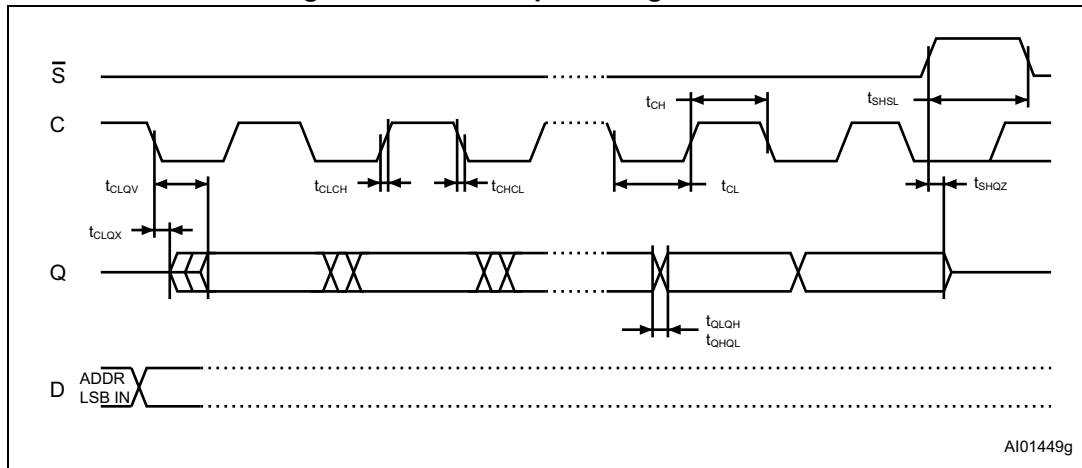 S̅
C
tCH
tSHSL
tCLQV
tCLCH
tCHCL
tCL
tSHQZ
tCLQX
Q
tQLQH
tQHQL
D
ADDR
LSB IN
AI01449g